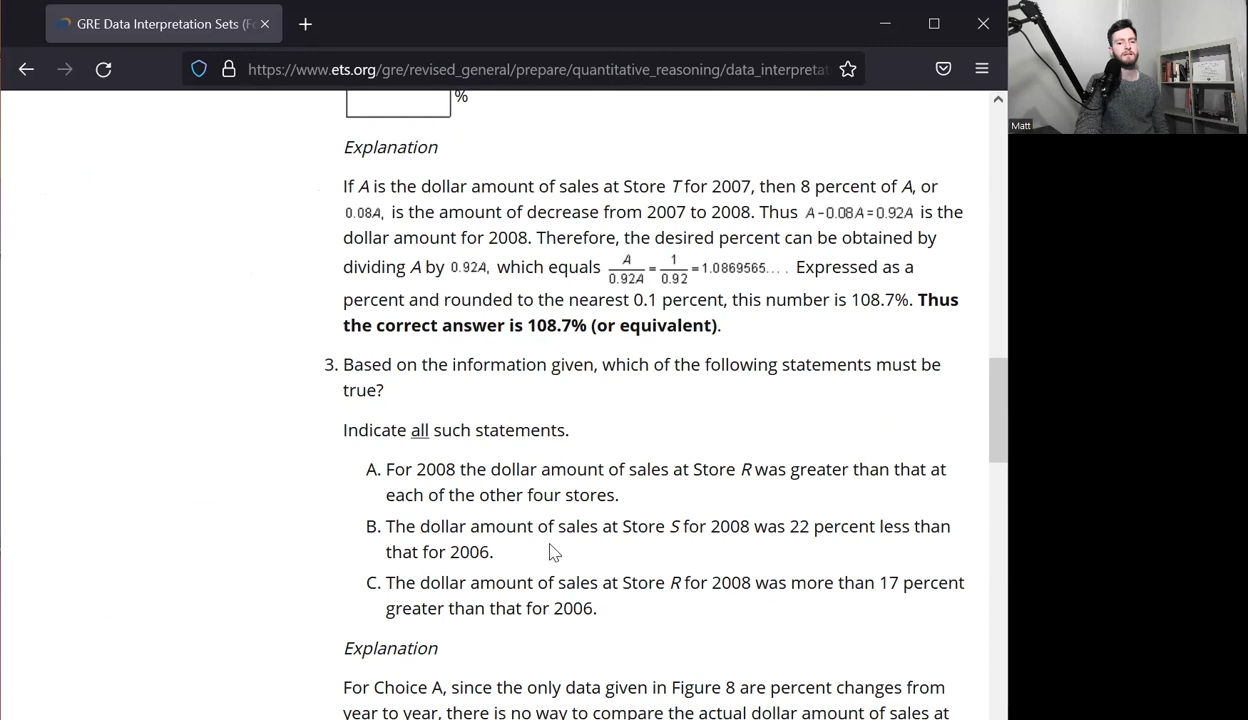 GRE Data Interpretation Sets (Fo
https://www.ets.org/gre/revised_general/prepare/quantitative_reasoning/data_interpretat
Matt
%
Explanation
If A is the dollar amount of sales at Store T for 2007, then 8 percent of A, or
0.08A, is the amount of decrease from 2007 to 2008. Thus A-0.08A=0.92A is the
dollar amount for 2008. Therefore, the desired percent can be obtained by
dividing A by 0.92A, which equals A/0.92A = 1/0.92 = 1.0869565... . Expressed as a
percent and rounded to the nearest 0.1 percent, this number is 108.7%. Thus
the correct answer is 108.7% (or equivalent).
3. Based on the information given, which of the following statements must be
true?
Indicate all such statements.
A. For 2008 the dollar amount of sales at Store R was greater than that at
each of the other four stores.
B. The dollar amount of sales at Store S for 2008 was 22 percent less than
that for 2006.
C. The dollar amount of sales at Store R for 2008 was more than 17 percent
greater than that for 2006.
Explanation
For Choice A, since the only data given in Figure 8 are percent changes from
year to year, there is no way to compare the actual dollar amount of sales at